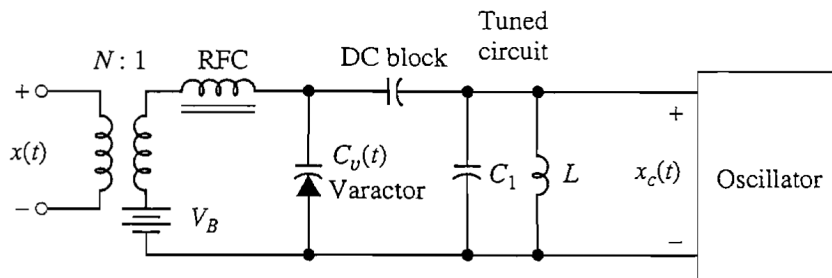 Tuned
circuit
N : 1
RFC
DC block
+
x(t)
−
C_v(t)
Varactor
V_B
C_1
L
+
x_c(t)
−
Oscillator